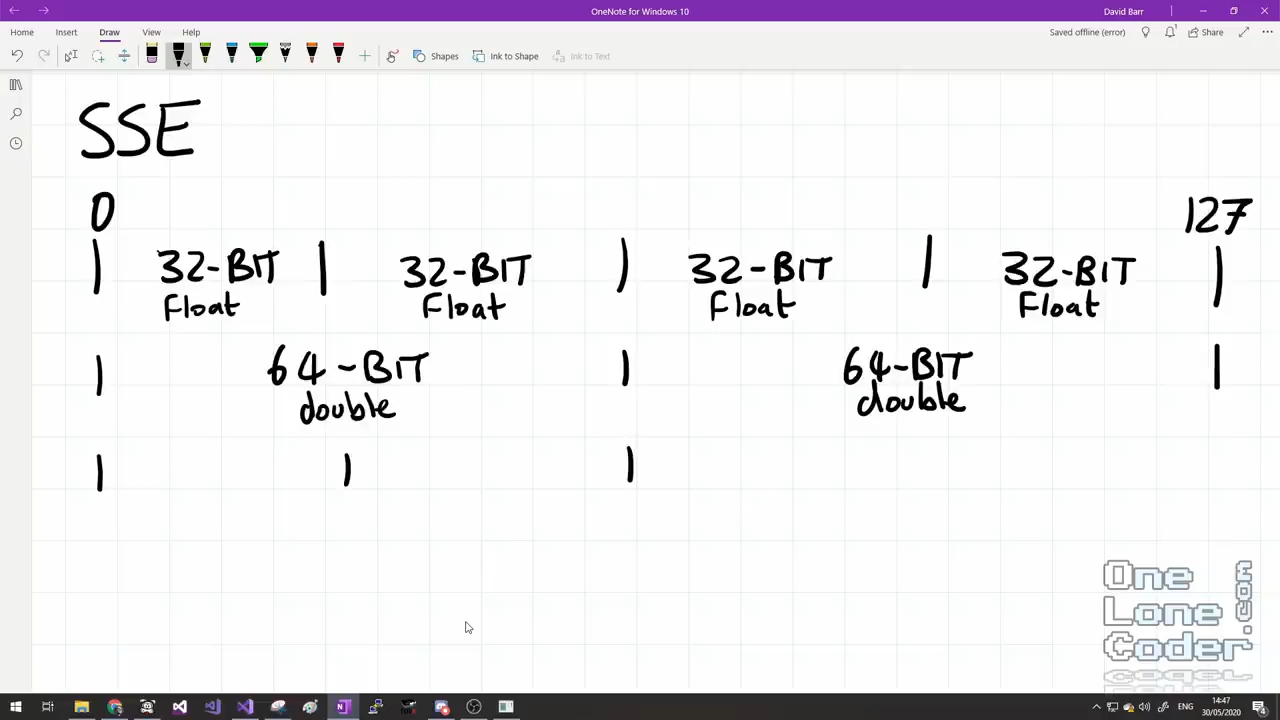 OneNote for Windows 10
David Barr
Home Insert Draw View Help
Saved offline (error)
Share
Shapes
Ink to Shape
Ink to Text
SSE
0
127
32-BIT 32-BIT 32-BIT 32-BIT
Float Float Float Float
64-BIT 64-BIT
double double
One
Lone
Coder
.com
14:47
30/05/2020